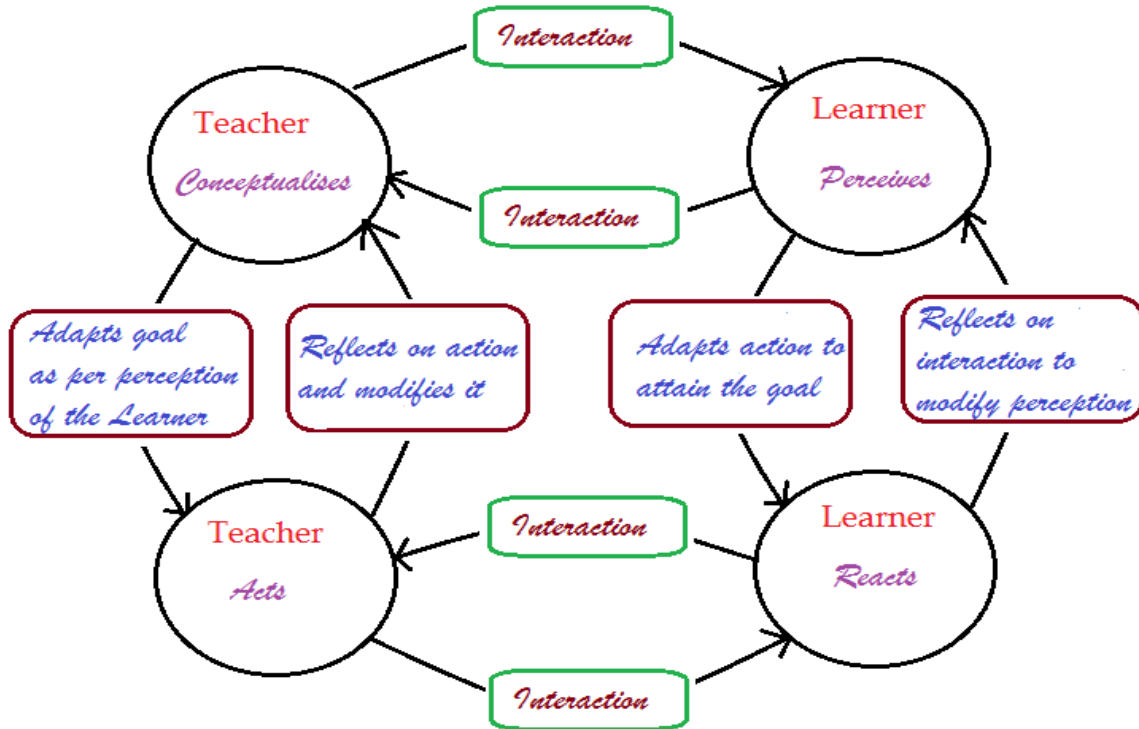 Interaction
Teacher
Conceptualises
Learner
Perceives
Interaction
Adapts goal
as per perception
of the Learner
Reflects on action
and modifies it
Adapts action to
attain the goal
Reflects on
interaction to
modify perception
Teacher
Acts
Interaction
Learner
Reacts
Interaction